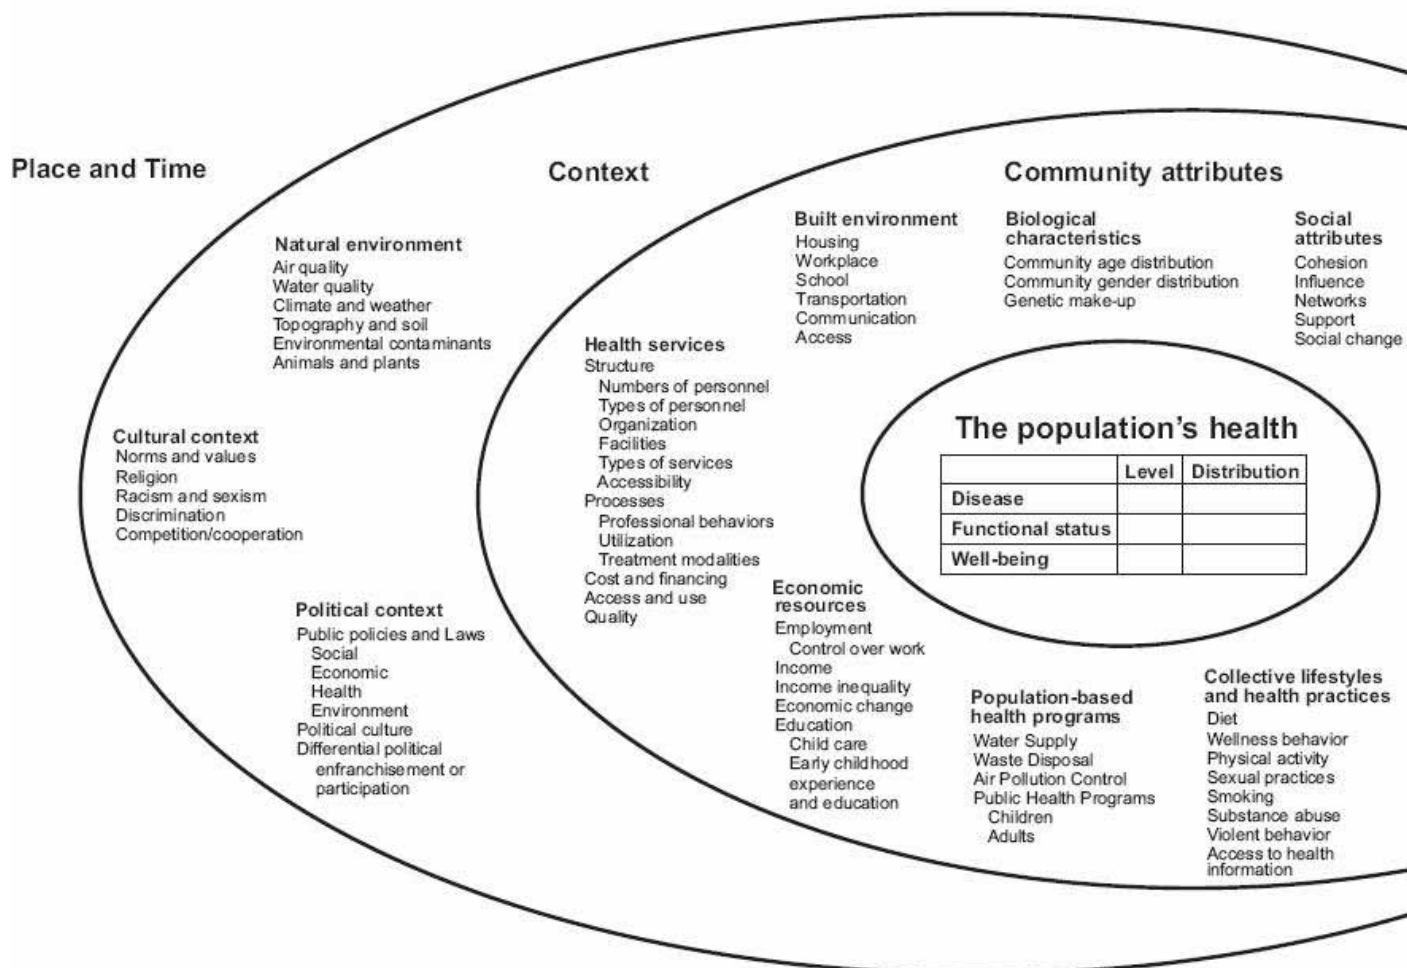 Place and Time
Context
Community attributes
Natural environment
Air quality
Water quality
Climate and weather
Topography and soil
Environmental contaminants
Animals and plants
Cultural context
Norms and values
Religion
Racism and sexism
Discrimination
Competition/cooperation
Political context
Public policies and Laws
Social
Economic
Health
Environment
Political culture
Differential political
enfranchisement or
participation
Health services
Structure
Numbers of personnel
Types of personnel
Organization
Facilities
Types of services
Accessibility
Processes
Professional behaviors
Utilization
Treatment modalities
Cost and financing
Access and use
Quality
Built environment
Housing
Workplace
School
Transportation
Communication
Access
Biological
characteristics
Community age distribution
Community gender distribution
Genetic make-up
Social
attributes
Cohesion
Influence
Networks
Support
Social change
The population's health
Level Distribution
Disease
Functional status
Well-being
Economic
resources
Employment
Control over work
Income
Income inequality
Economic change
Education
Child care
Early childhood
experience
and education
Population-based
health programs
Water Supply
Waste Disposal
Air Pollution Control
Public Health Programs
Children
Adults
Collective lifestyles
and health practices
Diet
Wellness behavior
Physical activity
Sexual practices
Smoking
Substance abuse
Violent behavior
Access to health
information